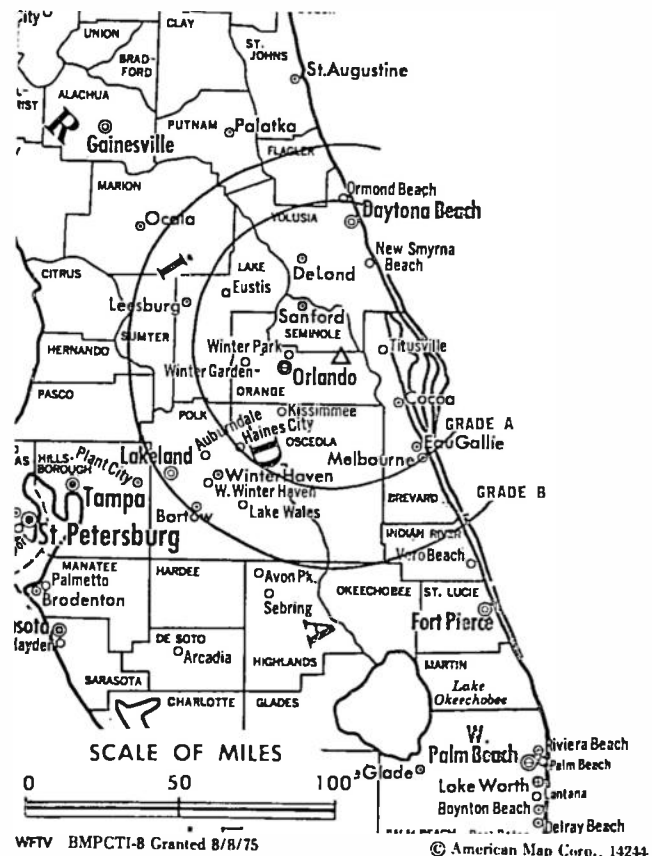 City
CLAY
UNION
ST. JOHNS
BRAD-FORD
St. Augustine
ALACHUA
RIST
R
PUTNAM
Palatka
Gainesville
FLAGLER
MARION
Ormond Beach
VOLUSIA
Daytona Beach
Ocala
New Smyrna
Beach
I
LAKE
DeLand
CITRUS
Eustis
Leesburg
Sanford
SUMTER
SEMINOLE
HERNANDO
Winter Park
Titusville
Winter Garden
Orlando
PASCO
ORANGE
Cocoa
POLK
Kissimmee
Auburndale
Haines City
GRADE A
OSCEOLA
Eau Gallie
HILLS-
BOROUGH
Plant City
Lakeland
D
Melbourne
AS
Winter Haven
Tampa
W. Winter Haven
BREVARD
GRADE B
Bartow
Lake Wales
St. Petersburg
INDIAN RIVER
Vero Beach
MANATEE
HARDEE
Avon Pk.
OKEECHOBEE
ST. LUCIE
Palmetto
Bradenton
Sebring
Fort Pierce
A
sota
Hayden
DE SOTO
Arcadia
HIGHLANDS
MARTIN
SARASOTA
Lake
Okeechobee
CHARLOTTE
GLADES
SCALE OF MILES
W.
Palm Beach
Riviera Beach
Palm Beach
Glade
0 50 100
Lake Worth
Lantana
Boynton Beach
Delray Beach
WFTV BMPCTI-8 Granted 8/8/75
© American Map Corp., 14244